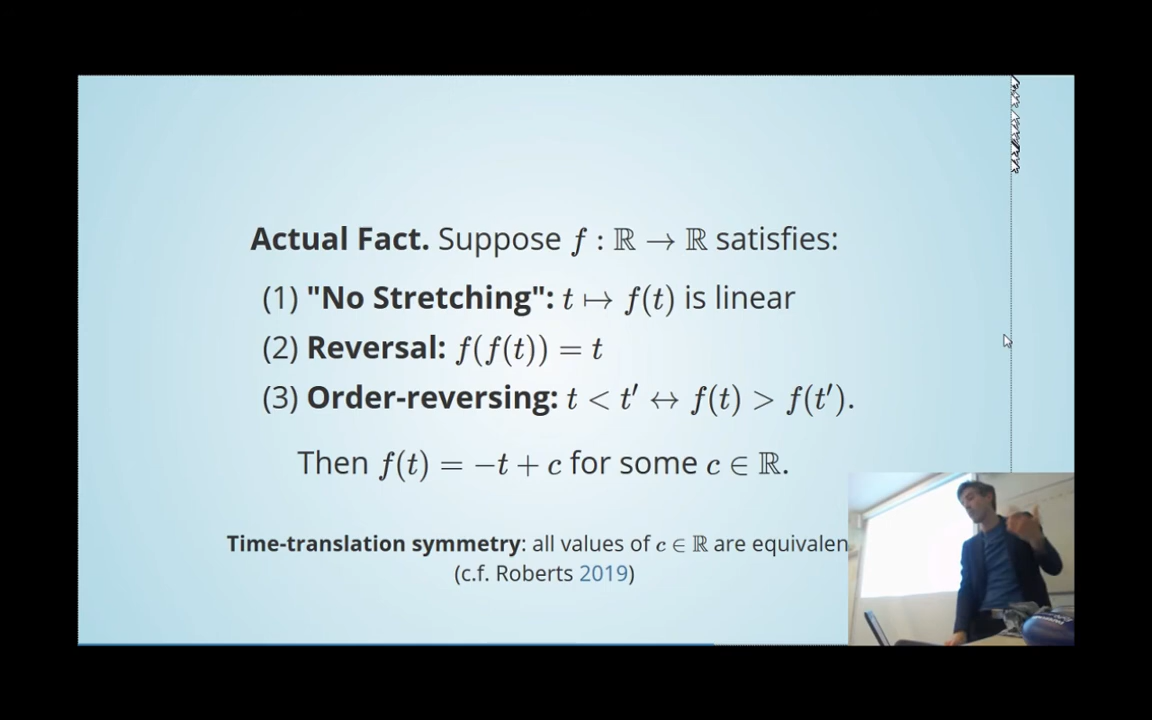 Actual Fact. Suppose f : ℝ → ℝ satisfies:
(1) "No Stretching": t ↦ f(t) is linear
(2) Reversal: f(f(t)) = t
(3) Order-reversing: t < t′ ↔ f(t) > f(t′).
Then f(t) = −t + c for some c ∈ ℝ.
Time-translation symmetry: all values of c ∈ ℝ are equivalen
(c.f. Roberts 2019)